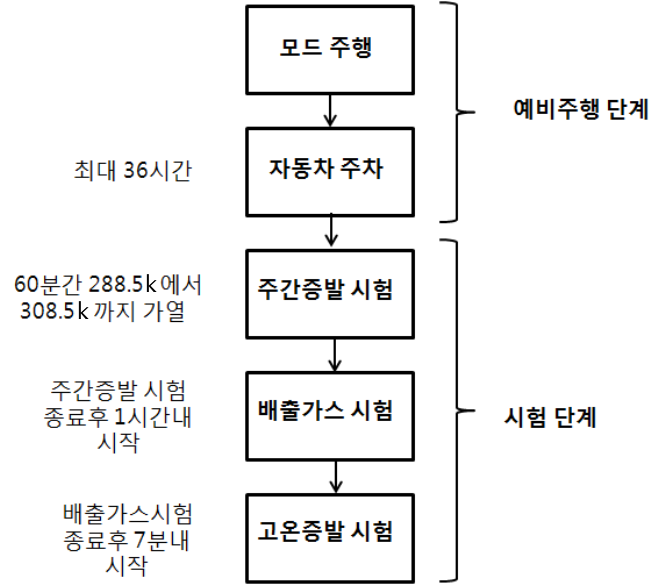 모드 주행
예비주행 단계
최대 36시간
자동차 주차
60분간 288.5k에서
308.5k 까지 가열
주간증발 시험
주간증발 시험
종료후 1시간내
시작
배출가스 시험
시험 단계
배출가스시험
종료후 7분내
시작
고온증발 시험